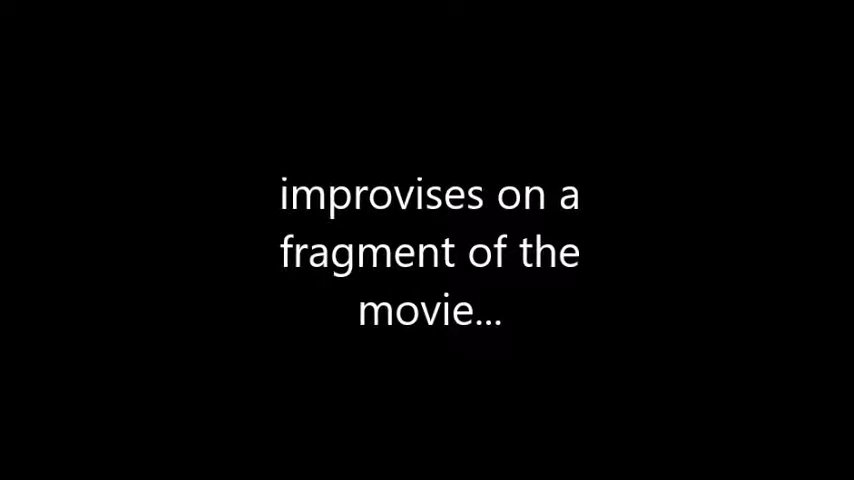 improvises on a
fragment of the
movie...